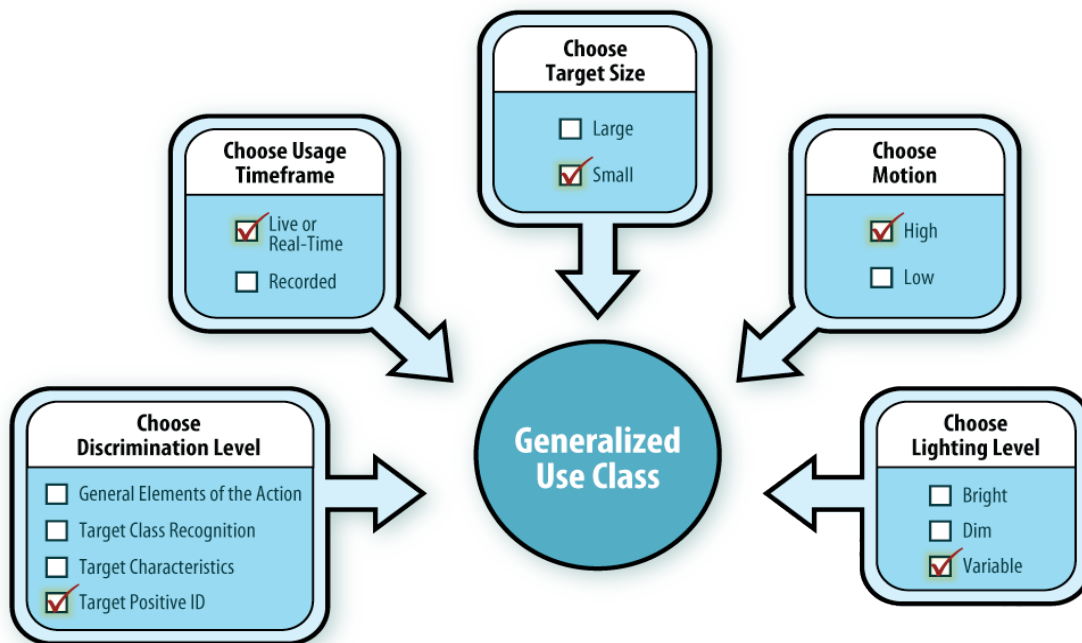 Choose
Target Size
Large
Small
Choose Usage
Timeframe
Live or
Real-Time
Recorded
Choose
Motion
High
Low
Choose
Discrimination Level
General Elements of the Action
Target Class Recognition
Target Characteristics
Target Positive ID
Generalized
Use Class
Choose
Lighting Level
Bright
Dim
Variable